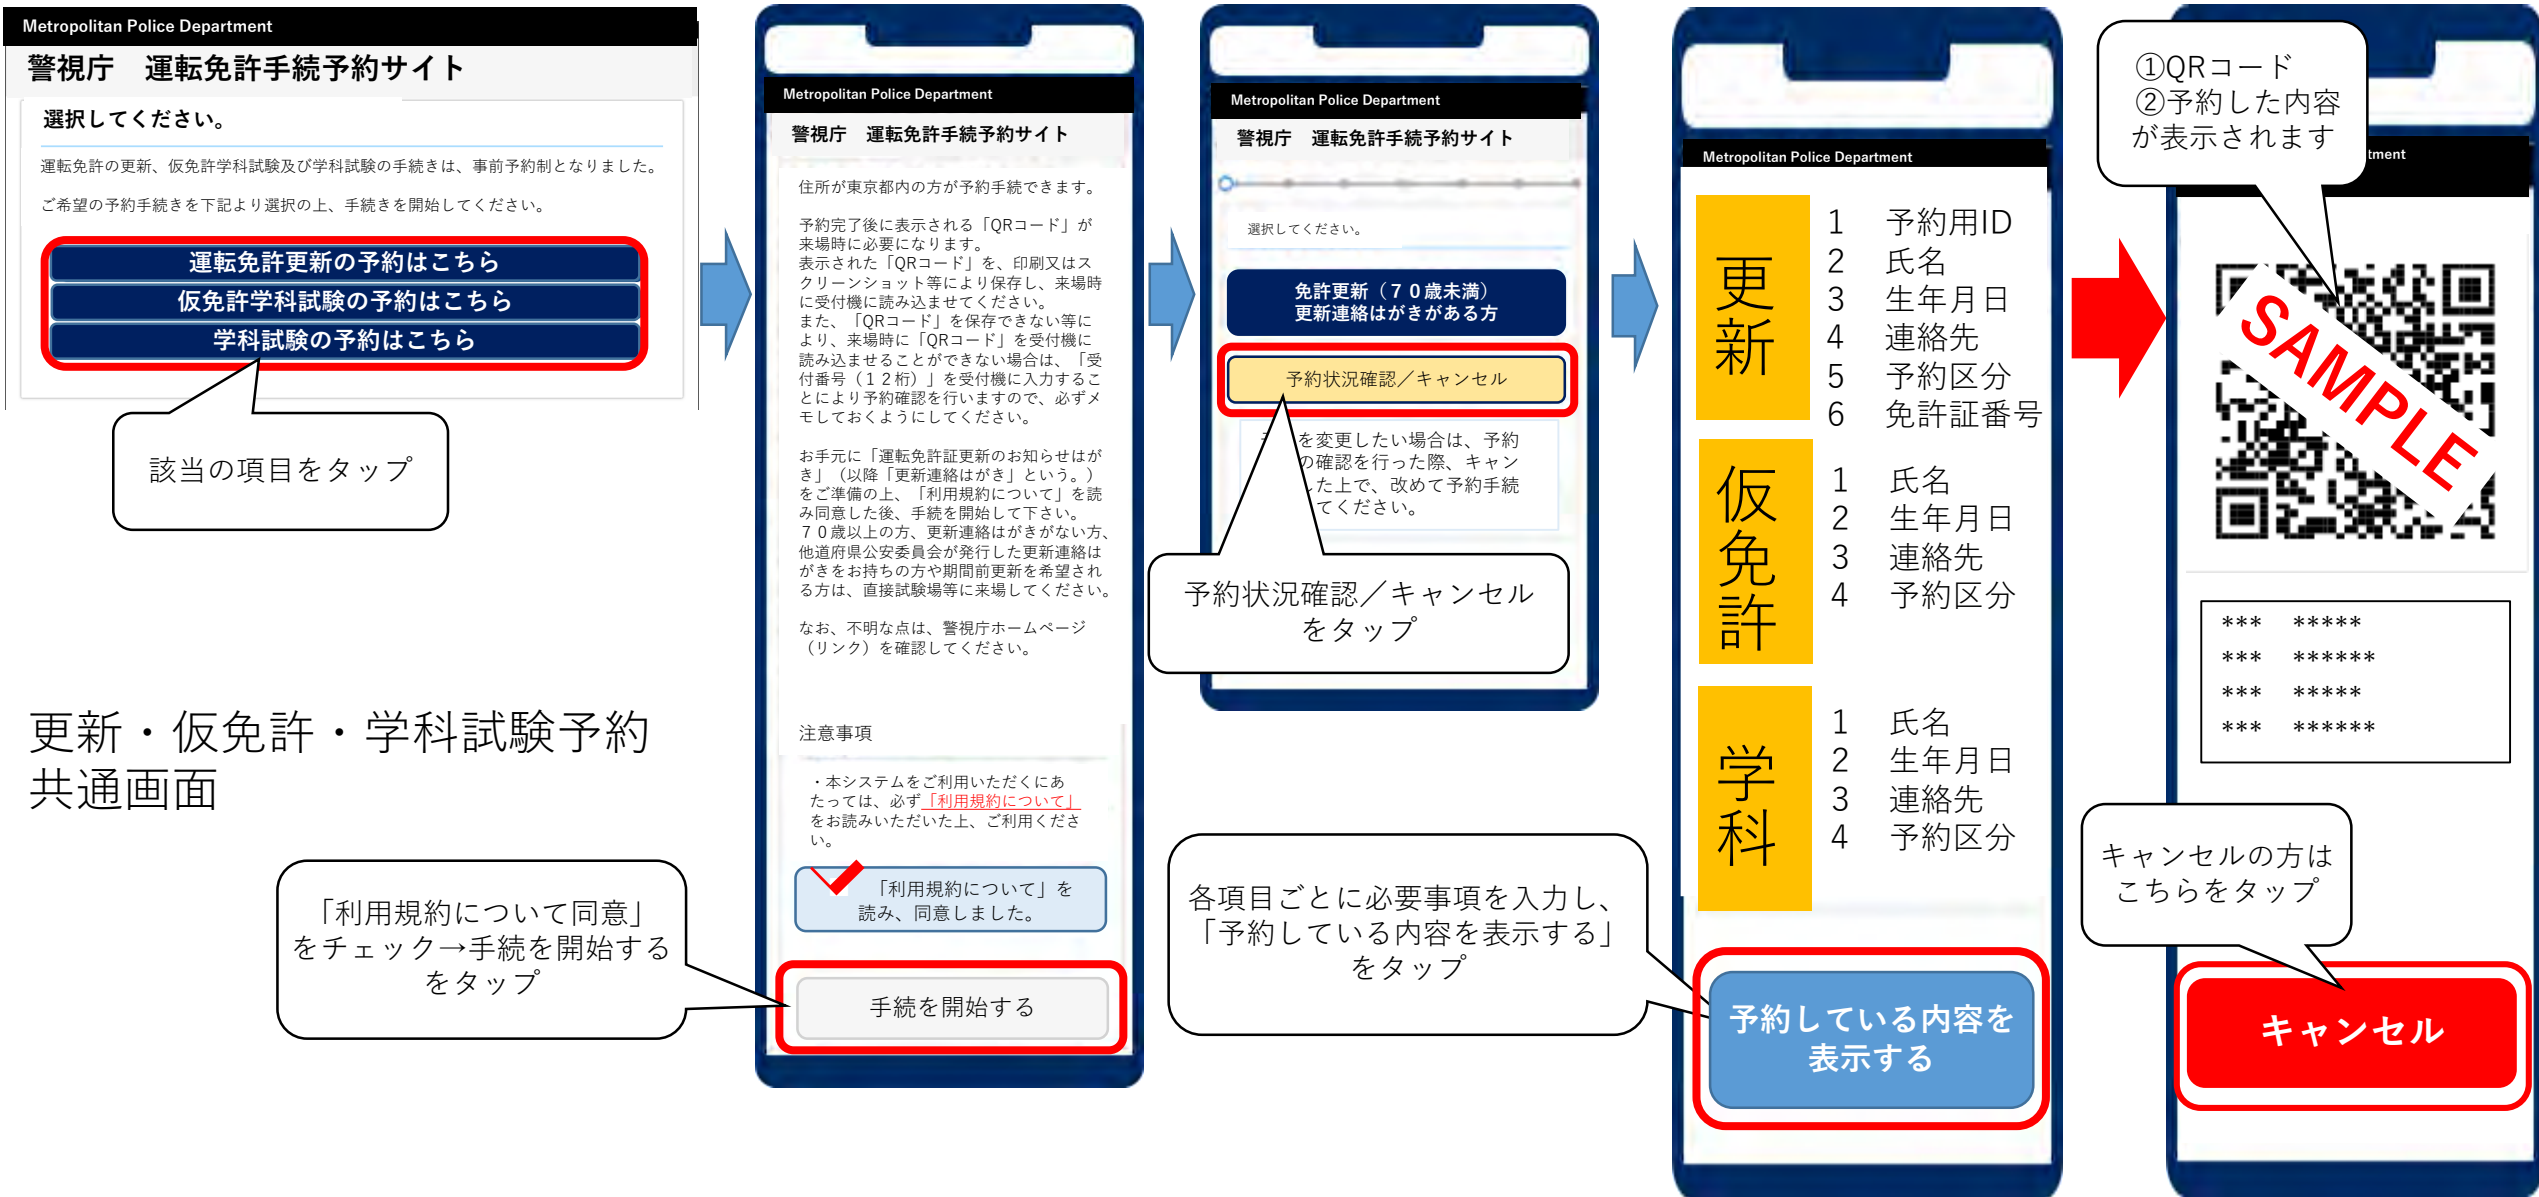 Metropolitan Police Department
警視庁　運転免許手続予約サイト
選択してください。
運転免許の更新、仮免許学科試験及び学科試験の手続きは、事前予約制となりました。
ご希望の予約手続きを下記より選択の上、手続きを開始してください。
運転免許更新の予約はこちら
仮免許学科試験の予約はこちら
学科試験の予約はこちら
該当の項目をタップ
更新・仮免許・学科試験予約
共通画面
「利用規約について同意」
をチェック→手続を開始する
をタップ
Metropolitan Police Department
警視庁　運転免許手続予約サイト
住所が東京都内の方が予約手続できます。
予約完了後に表示される「QRコード」が
来場時に必要になります。
表示された「QRコード」を、印刷又はス
クリーンショット等により保存し、来場時
に受付機に読み込ませてください。
また、「QRコード」を保存できない等に
より、来場時に「QRコード」を受付機に
読み込ませることができない場合は、「受
付番号（１２桁）」を受付機に入力するこ
とにより予約確認を行いますので、必ずメ
モしておくようにしてください。
お手元に「運転免許証更新のお知らせはが
き」（以降「更新連絡はがき」という。）
をご準備の上、「利用規約について」を読
み同意した後、手続を開始して下さい。
７０歳以上の方、更新連絡はがきがない方、
他道府県公安委員会が発行した更新連絡は
がきをお持ちの方や期間前更新を希望され
る方は、直接試験場等に来場してください。
なお、不明な点は、警視庁ホームページ
（リンク）を確認してください。
注意事項
・本システムをご利用いただくにあ
たっては、必ず「利用規約について」
をお読みいただいた上、ご利用くださ
い。
「利用規約について」を
読み、同意しました。
手続を開始する
Metropolitan Police Department
警視庁　運転免許手続予約サイト
選択してください。
免許更新（７０歳未満）
更新連絡はがきがある方
予約状況確認／キャンセル
を変更したい場合は、予約
の確認を行った際、キャン
した上で、改めて予約手続
てください。
予約状況確認／キャンセル
をタップ
各項目ごとに必要事項を入力し、
「予約している内容を表示する」
をタップ
Metropolitan Police Department
更新
1　予約用ID
2　氏名
3　生年月日
4　連絡先
5　予約区分
6　免許証番号
仮免許
1　氏名
2　生年月日
3　連絡先
4　予約区分
学科
1　氏名
2　生年月日
3　連絡先
4　予約区分
予約している内容を
表示する
①QRコード
②予約した内容
が表示されます
tment
SAMPLE
***　*****
***　******
***　*****
***　******
キャンセルの方は
こちらをタップ
キャンセル